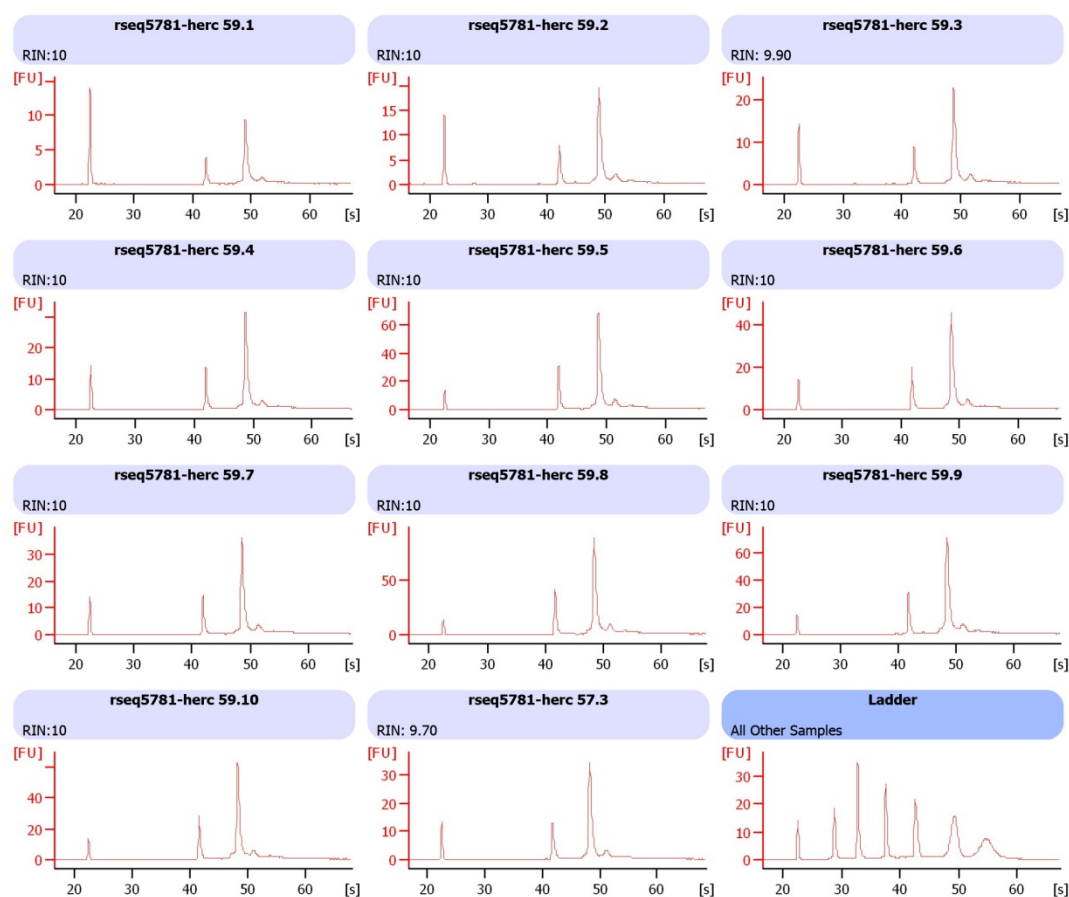 rseq5781-herc 59.1
RIN:10
[FU]
10
5
0
20 30 40 50 60 [s]
rseq5781-herc 59.2
RIN:10
[FU]
15
10
5
0
20 30 40 50 60 [s]
rseq5781-herc 59.3
RIN: 9.90
[FU]
20
10
0
20 30 40 50 60 [s]
rseq5781-herc 59.4
RIN:10
[FU]
20
10
0
20 30 40 50 60 [s]
rseq5781-herc 59.5
RIN:10
[FU]
60
40
20
0
20 30 40 50 60 [s]
rseq5781-herc 59.6
RIN:10
[FU]
40
20
0
20 30 40 50 60 [s]
rseq5781-herc 59.7
RIN:10
[FU]
30
20
10
0
20 30 40 50 60 [s]
rseq5781-herc 59.8
RIN:10
[FU]
50
0
20 30 40 50 60 [s]
rseq5781-herc 59.9
RIN:10
[FU]
60
40
20
0
20 30 40 50 60 [s]
rseq5781-herc 59.10
RIN:10
[FU]
40
20
0
20 30 40 50 60 [s]
rseq5781-herc 57.3
RIN: 9.70
[FU]
30
20
10
0
20 30 40 50 60 [s]
Ladder
All Other Samples
[FU]
30
20
10
0
20 30 40 50 60 [s]